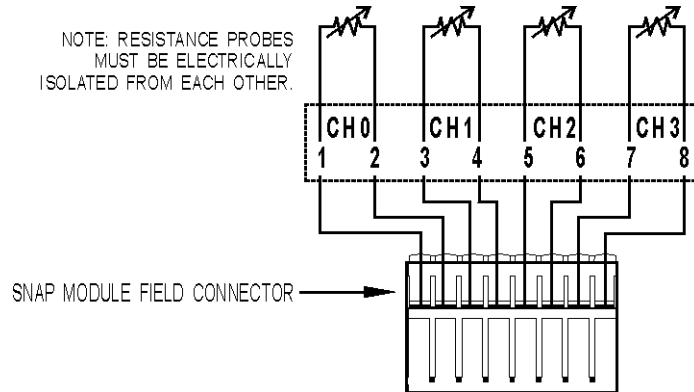 NOTE: RESISTANCE PROBES
MUST BE ELECTRICALLY
ISOLATED FROM EACH OTHER.
CH0 CH1 CH2 CH3
1 2 3 4 5 6 7 8
SNAP MODULE FIELD CONNECTOR